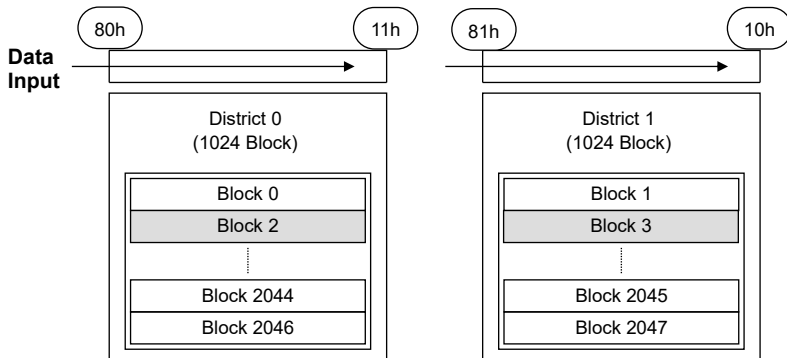 80h 11h 81h 10h
Data
Input
District 0
(1024 Block)
Block 0
Block 2
Block 2044
Block 2046
District 1
(1024 Block)
Block 1
Block 3
Block 2045
Block 2047